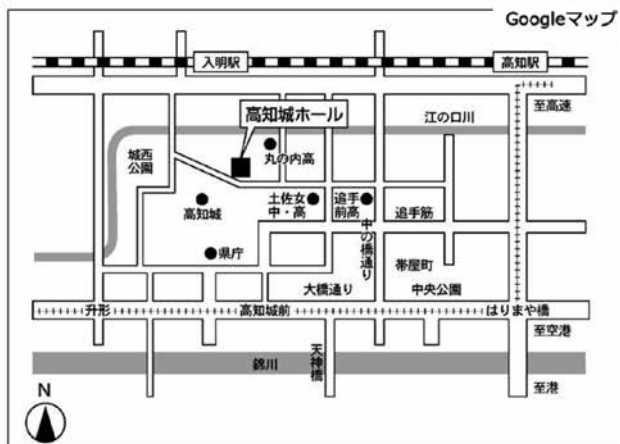 Googleマップ
入明駅
高知駅
至高速
高知城ホール
江の口川
城西
公園
丸の内高
高知城
土佐女
中・高
追手
前高
追手筋
中の橋通り
県庁
帯屋町
大橋通り
中央公園
升形
高知城前
はりまや橋
至空港
錦川
天神橋
至港
N